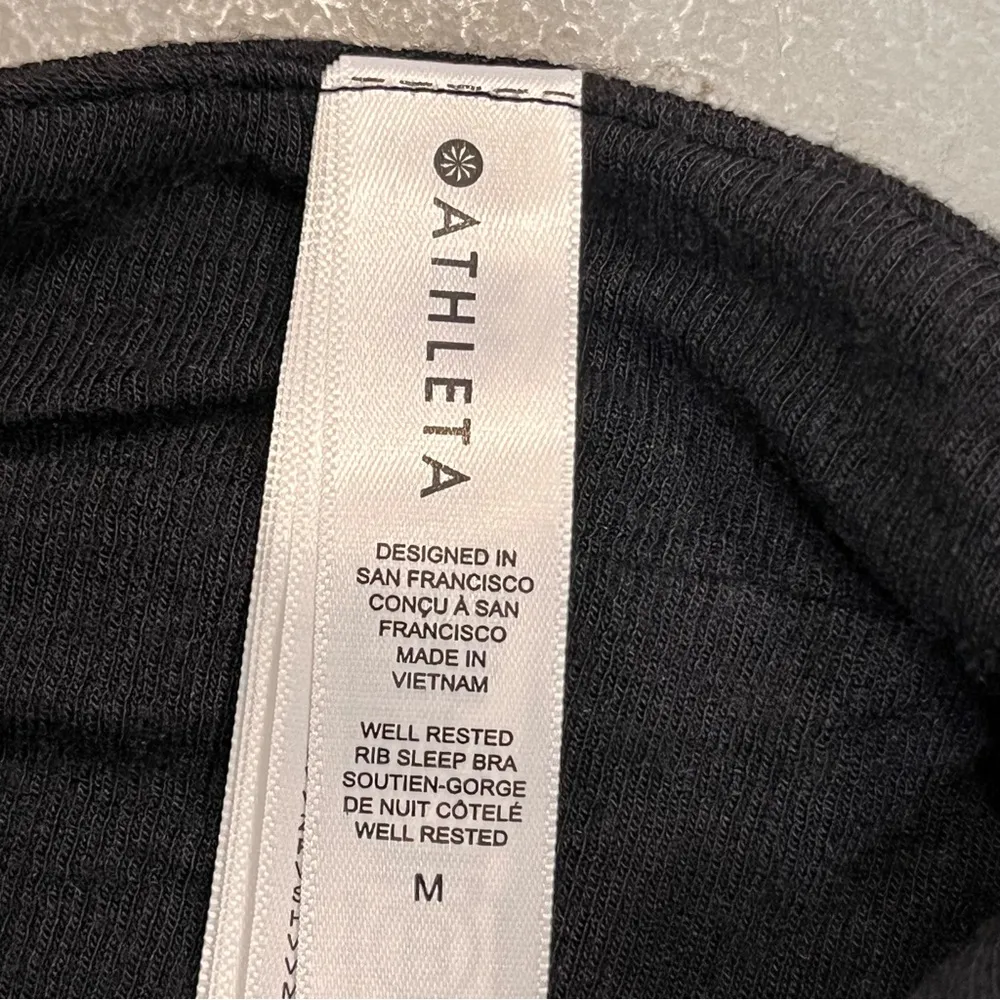 ATHLETA
DESIGNED IN
SAN FRANCISCO
CONÇU À SAN
FRANCISCO
MADE IN
VIETNAM
WELL RESTED
RIB SLEEP BRA
SOUTIEN-GORGE
DE NUIT CÔTELÉ
WELL RESTED
M